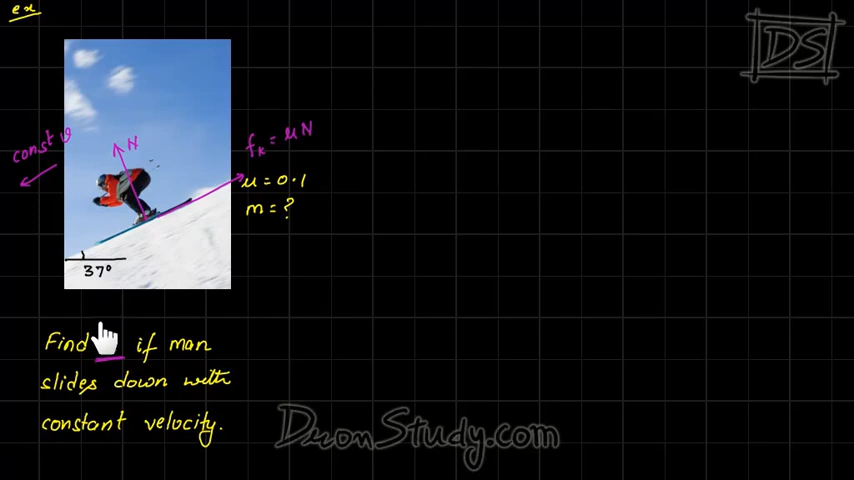 ex
DS
const v
N
fk = μN
μ = 0.1
m = ?
37°
Find if man
slides down with
constant velocity.
DronStudy.com